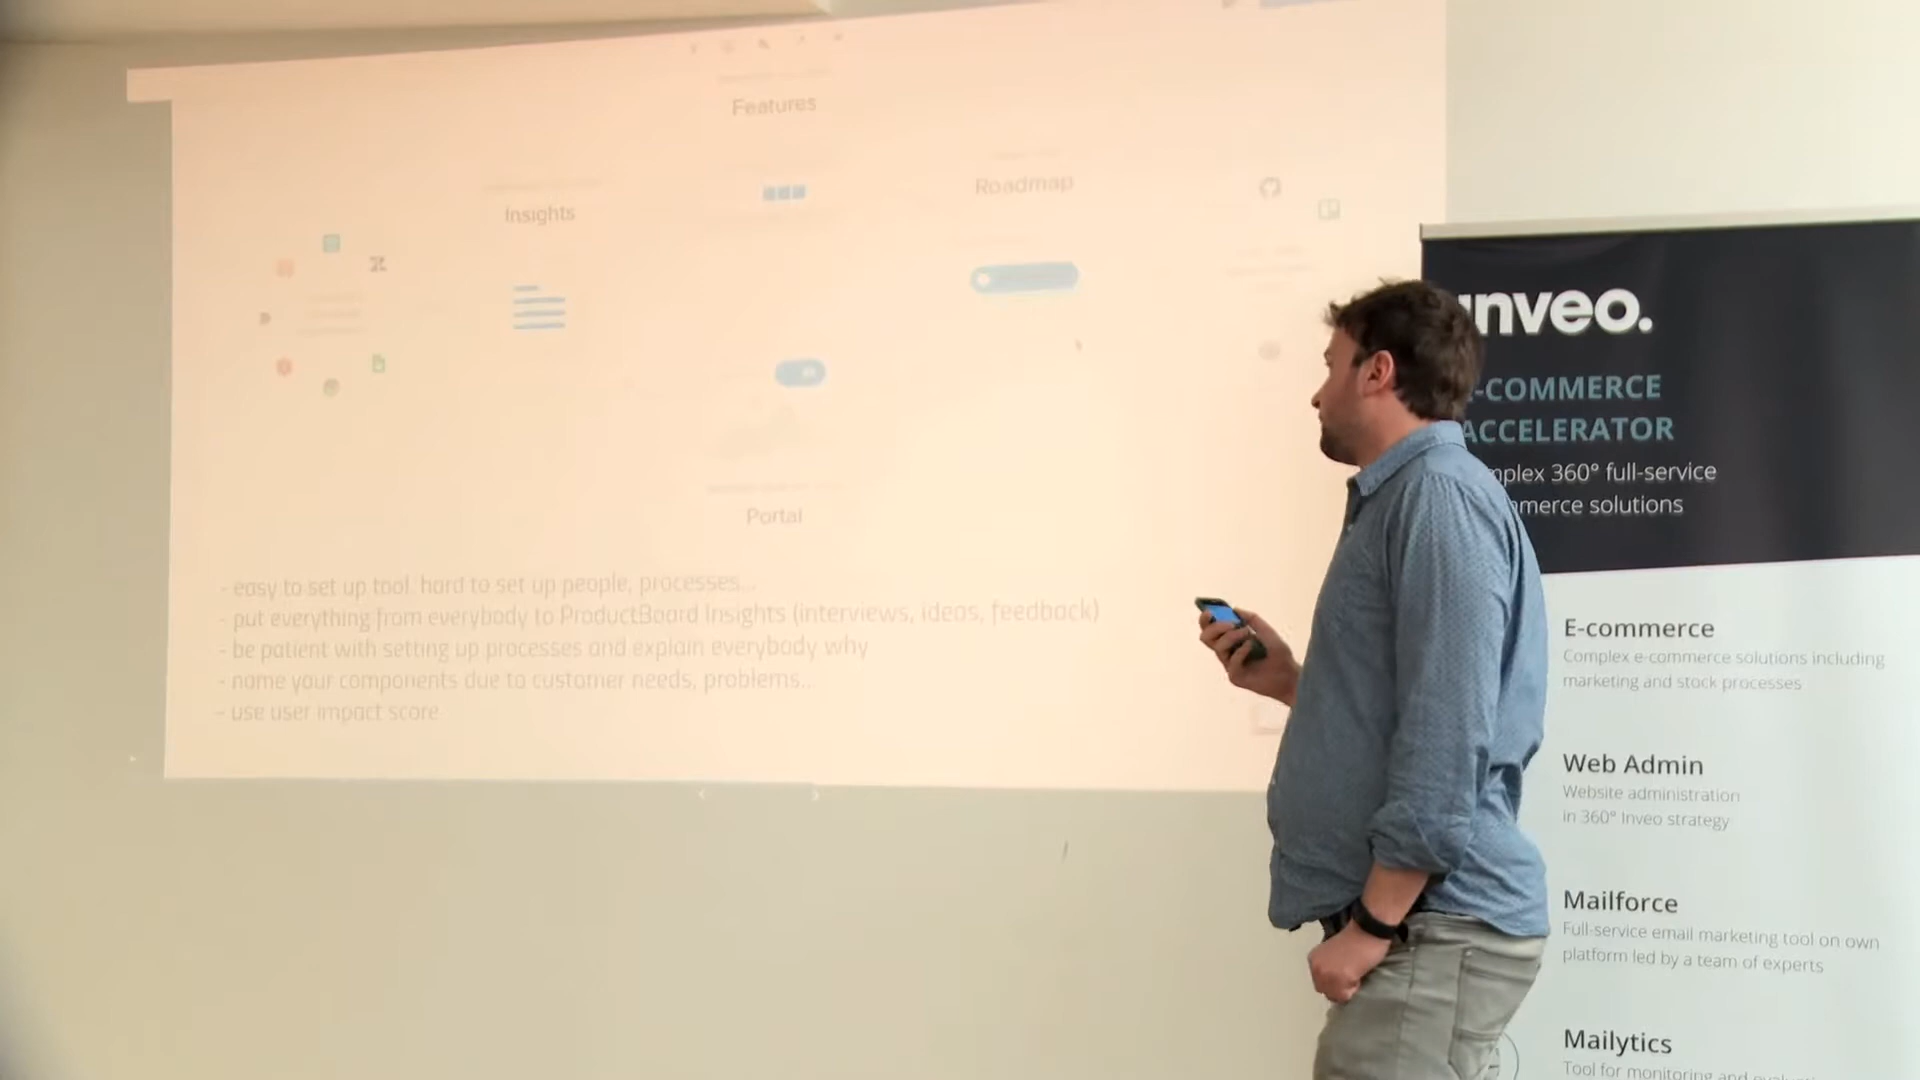 Features
Insights
Roadmap
Portal
- easy to set up tool, hard to set up people, processes...
- put everything from everybody to ProductBoard Insights (interviews, ideas, feedback)
- be patient with setting up processes and explain everybody why
- name your components due to customer needs, problems...
- use user impact score
nveo.
-COMMERCE
ACCELERATOR
mplex 360° full-service
mmerce solutions
E-commerce
Complex e-commerce solutions including
marketing and stock processes
Web Admin
Website administration
in 360° Inveo strategy
Mailforce
Full-service email marketing tool on own
platform led by a team of experts
Mailytics
Tool for monitoring and